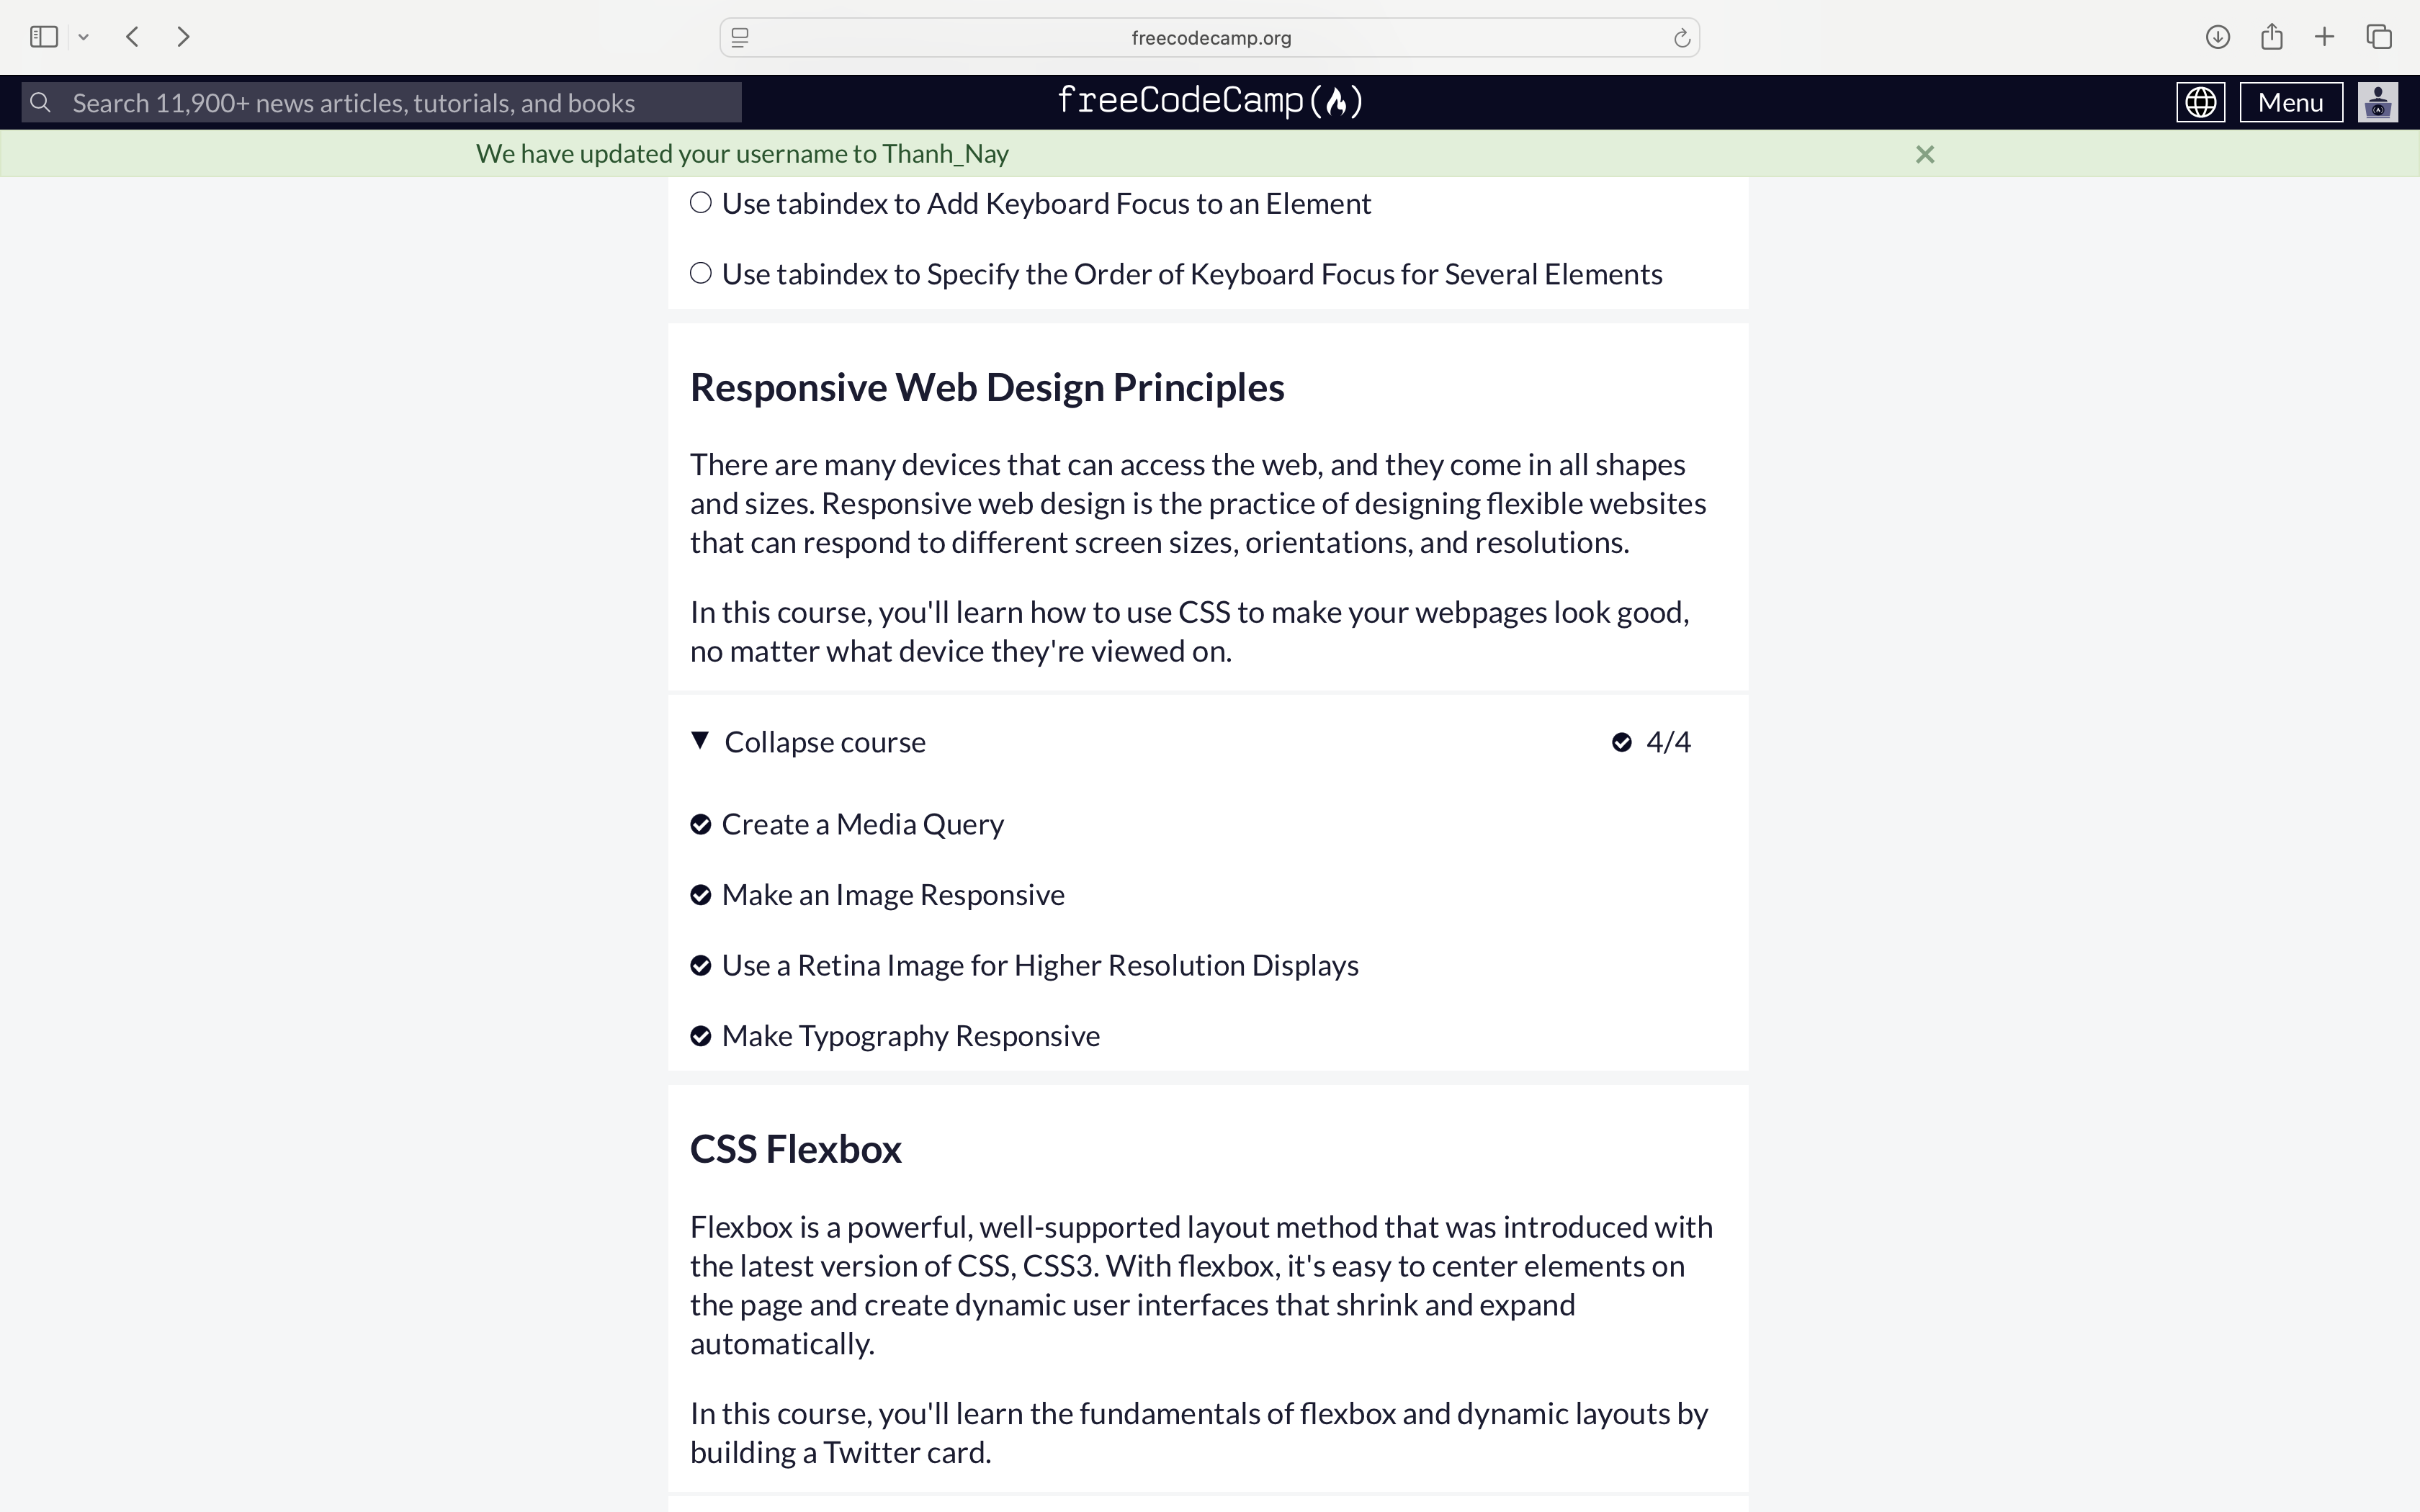 freecodecamp.org
Search 11,900+ news articles, tutorials, and books
freeCodeCamp(🔥)
Menu
We have updated your username to Thanh_Nay
Use tabindex to Add Keyboard Focus to an Element
Use tabindex to Specify the Order of Keyboard Focus for Several Elements
Responsive Web Design Principles
There are many devices that can access the web, and they come in all shapes
and sizes. Responsive web design is the practice of designing flexible websites
that can respond to different screen sizes, orientations, and resolutions.
In this course, you'll learn how to use CSS to make your webpages look good,
no matter what device they're viewed on.
Collapse course
4/4
Create a Media Query
Make an Image Responsive
Use a Retina Image for Higher Resolution Displays
Make Typography Responsive
CSS Flexbox
Flexbox is a powerful, well-supported layout method that was introduced with
the latest version of CSS, CSS3. With flexbox, it's easy to center elements on
the page and create dynamic user interfaces that shrink and expand
automatically.
In this course, you'll learn the fundamentals of flexbox and dynamic layouts by
building a Twitter card.